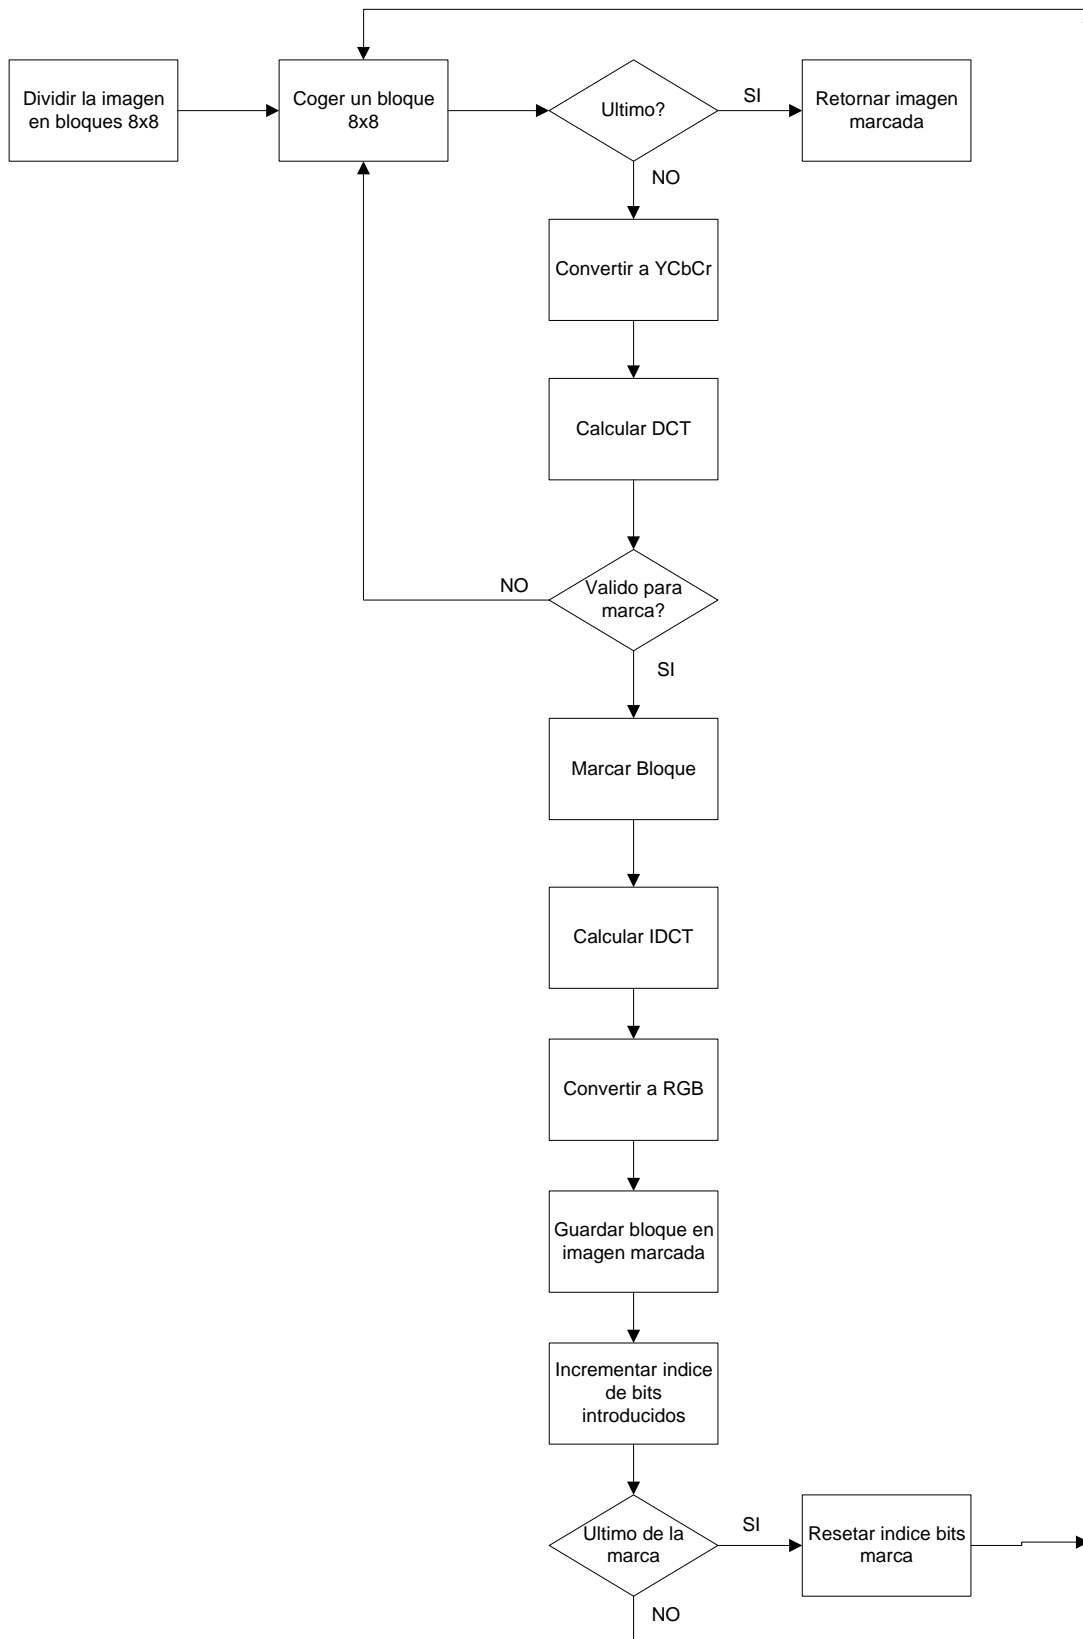 Dividir la imagen
en bloques 8x8
Coger un bloque
8x8
Ultimo?
SI
Retornar imagen
marcada
NO
Convertir a YCbCr
Calcular DCT
NO
Valido para
marca?
SI
Marcar Bloque
Calcular IDCT
Convertir a RGB
Guardar bloque en
imagen marcada
Incrementar indice
de bits
introducidos
Ultimo de la
marca
SI
Resetar indice bits
marca
NO